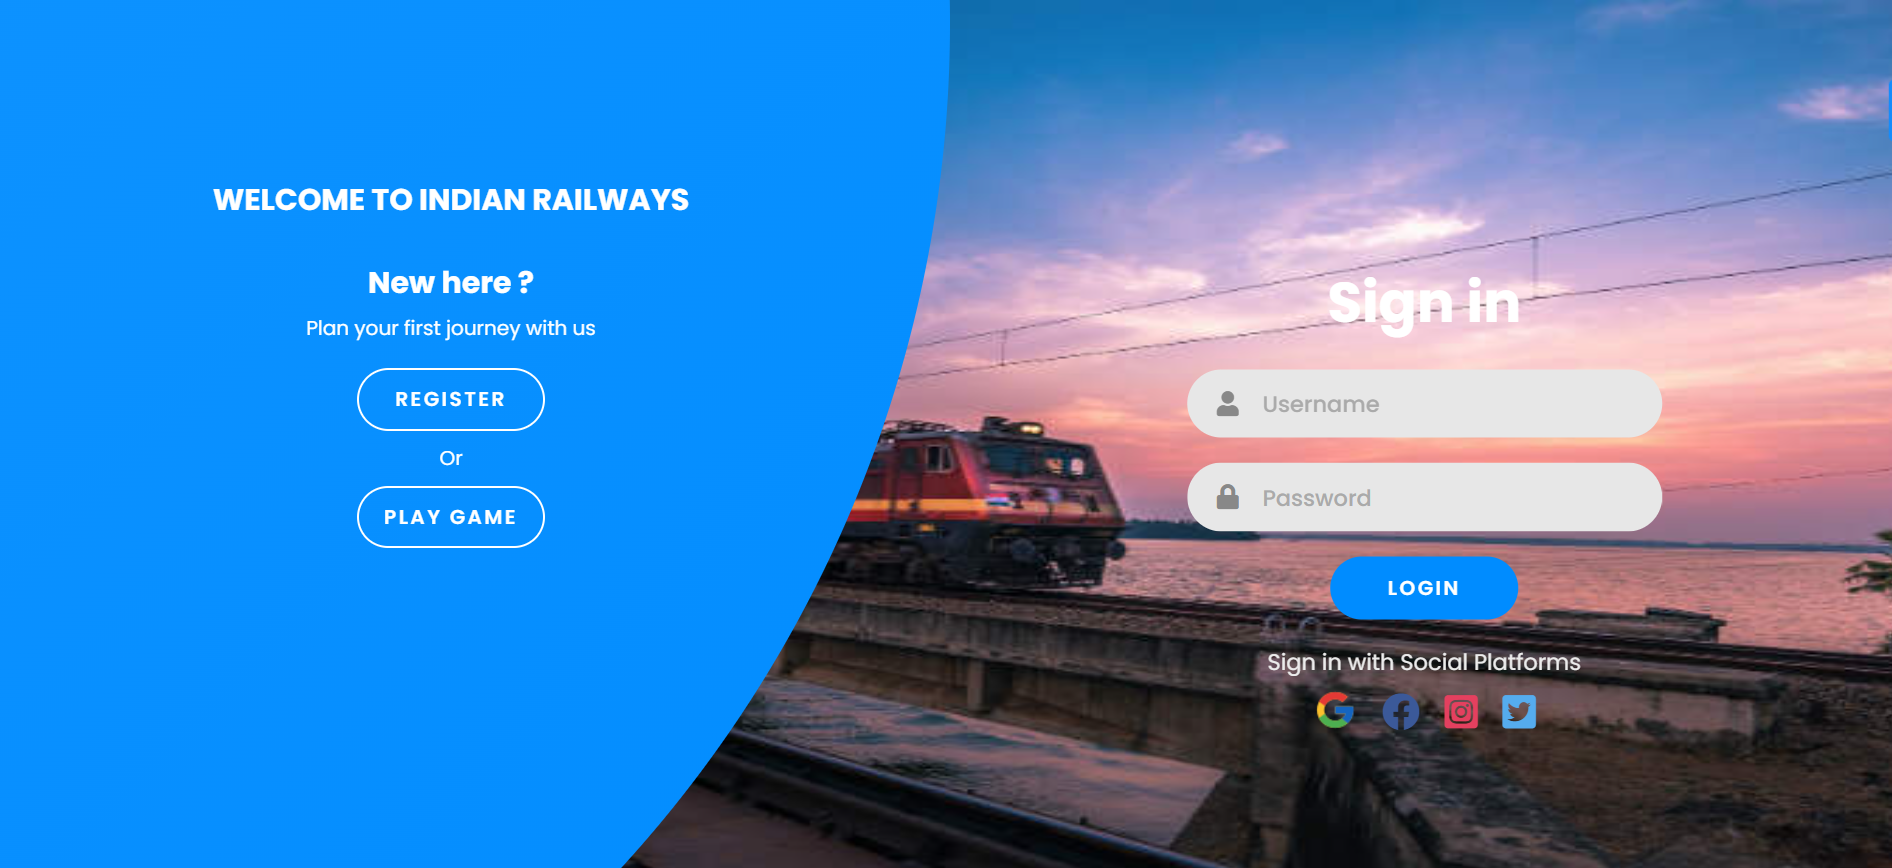 WELCOME TO INDIAN RAILWAYS
New here ?
Plan your first journey with us
REGISTER
Or
PLAY GAME
Sign in
Username
Password
LOGIN
Sign in with Social Platforms